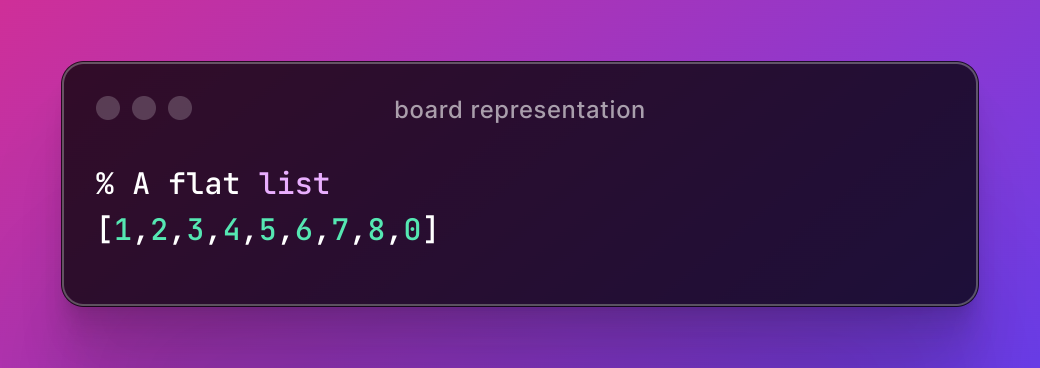 board representation
% A flat list
[1,2,3,4,5,6,7,8,0]